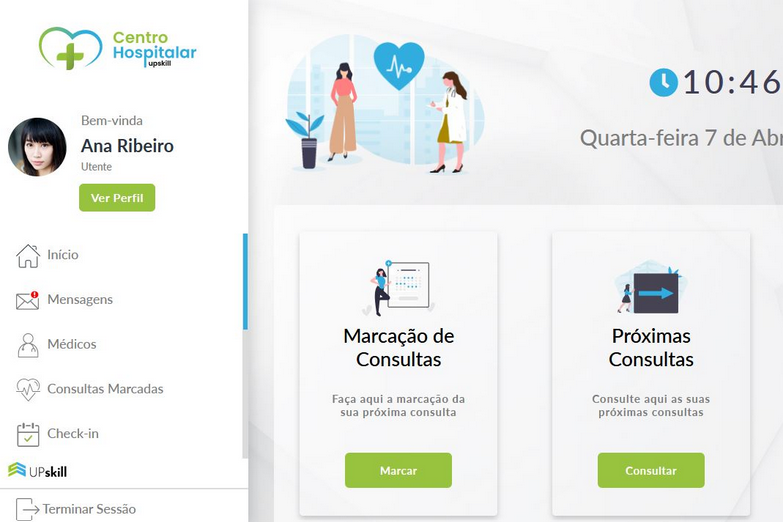 Centro
Hospitalar
upskill
Bem-vinda
Ana Ribeiro
Utente
Ver Perfil
Início
Mensagens
Médicos
Consultas Marcadas
Check-in
UPskill
Terminar Sessão
10:46
Quarta-feira 7 de Abr
Marcação de
Consultas
Faça aqui a marcação da
sua próxima consulta
Marcar
Próximas
Consultas
Consulte aqui as suas
próximas consultas
Consultar